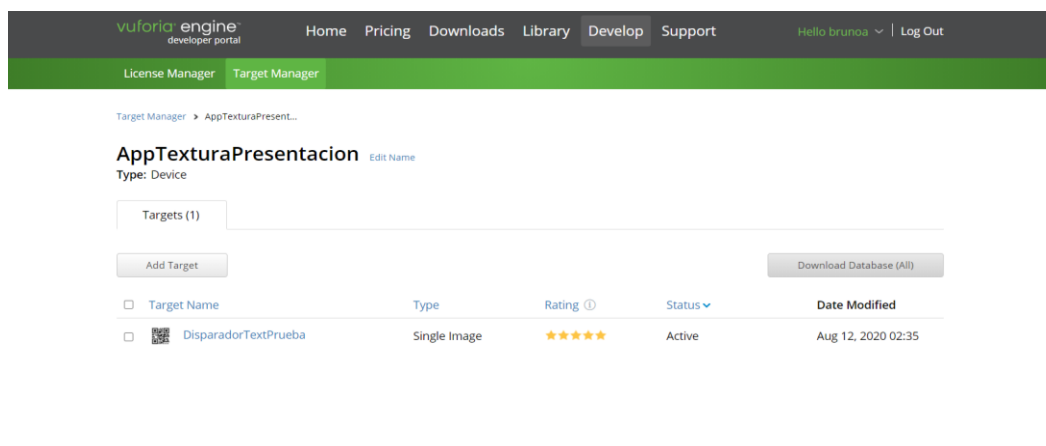 vuforia engine
developer portal
Home Pricing Downloads Library Develop Support Hello brunoa | Log Out
License Manager Target Manager
Target Manager > AppTexturaPresent...
AppTexturaPresentacion Edit Name
Type: Device
Targets (1)
Add Target Download Database (All)
Target Name Type Rating Status Date Modified
DisparadorTextPrueba Single Image Active Aug 12, 2020 02:35